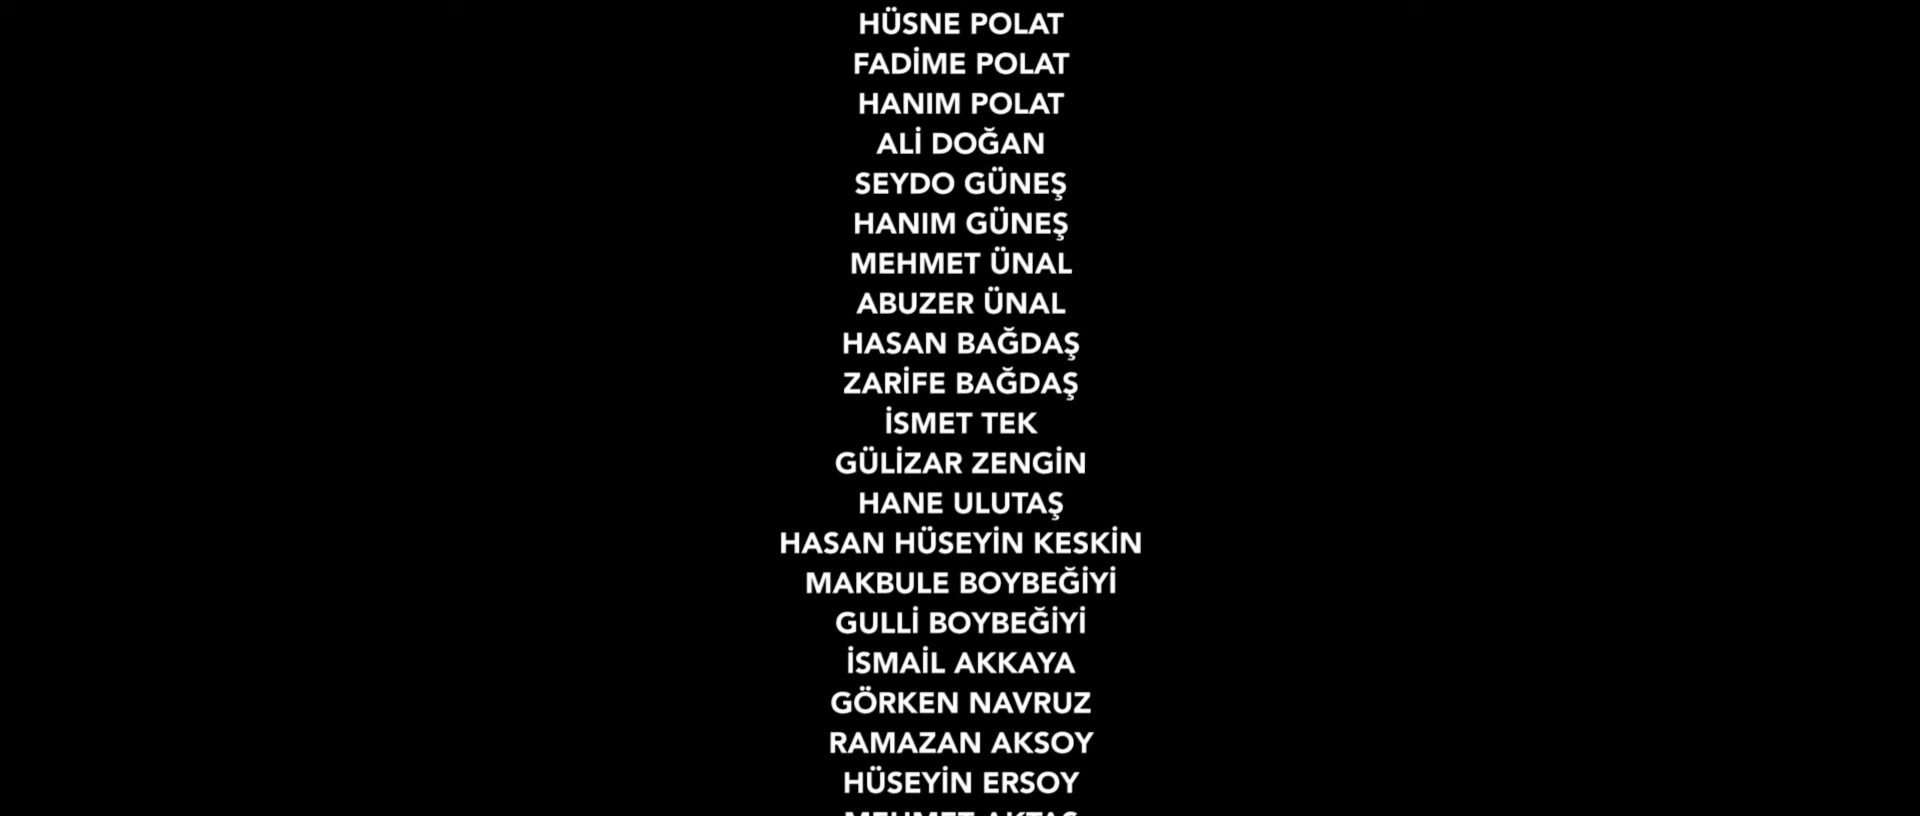 HÜSNE POLAT
FADİME POLAT
HANIM POLAT
ALİ DOĞAN
SEYDO GÜNEŞ
HANIM GÜNEŞ
MEHMET ÜNAL
ABUZER ÜNAL
HASAN BAĞDAŞ
ZARİFE BAĞDAŞ
İSMET TEK
GÜLİZAR ZENGİN
HANE ULUTAŞ
HASAN HÜSEYİN KESKİN
MAKBULE BOYBEĞİYİ
GULLİ BOYBEĞİYİ
İSMAİL AKKAYA
GÖRKEN NAVRUZ
RAMAZAN AKSOY
HÜSEYİN ERSOY
MEHMET AKTAŞ